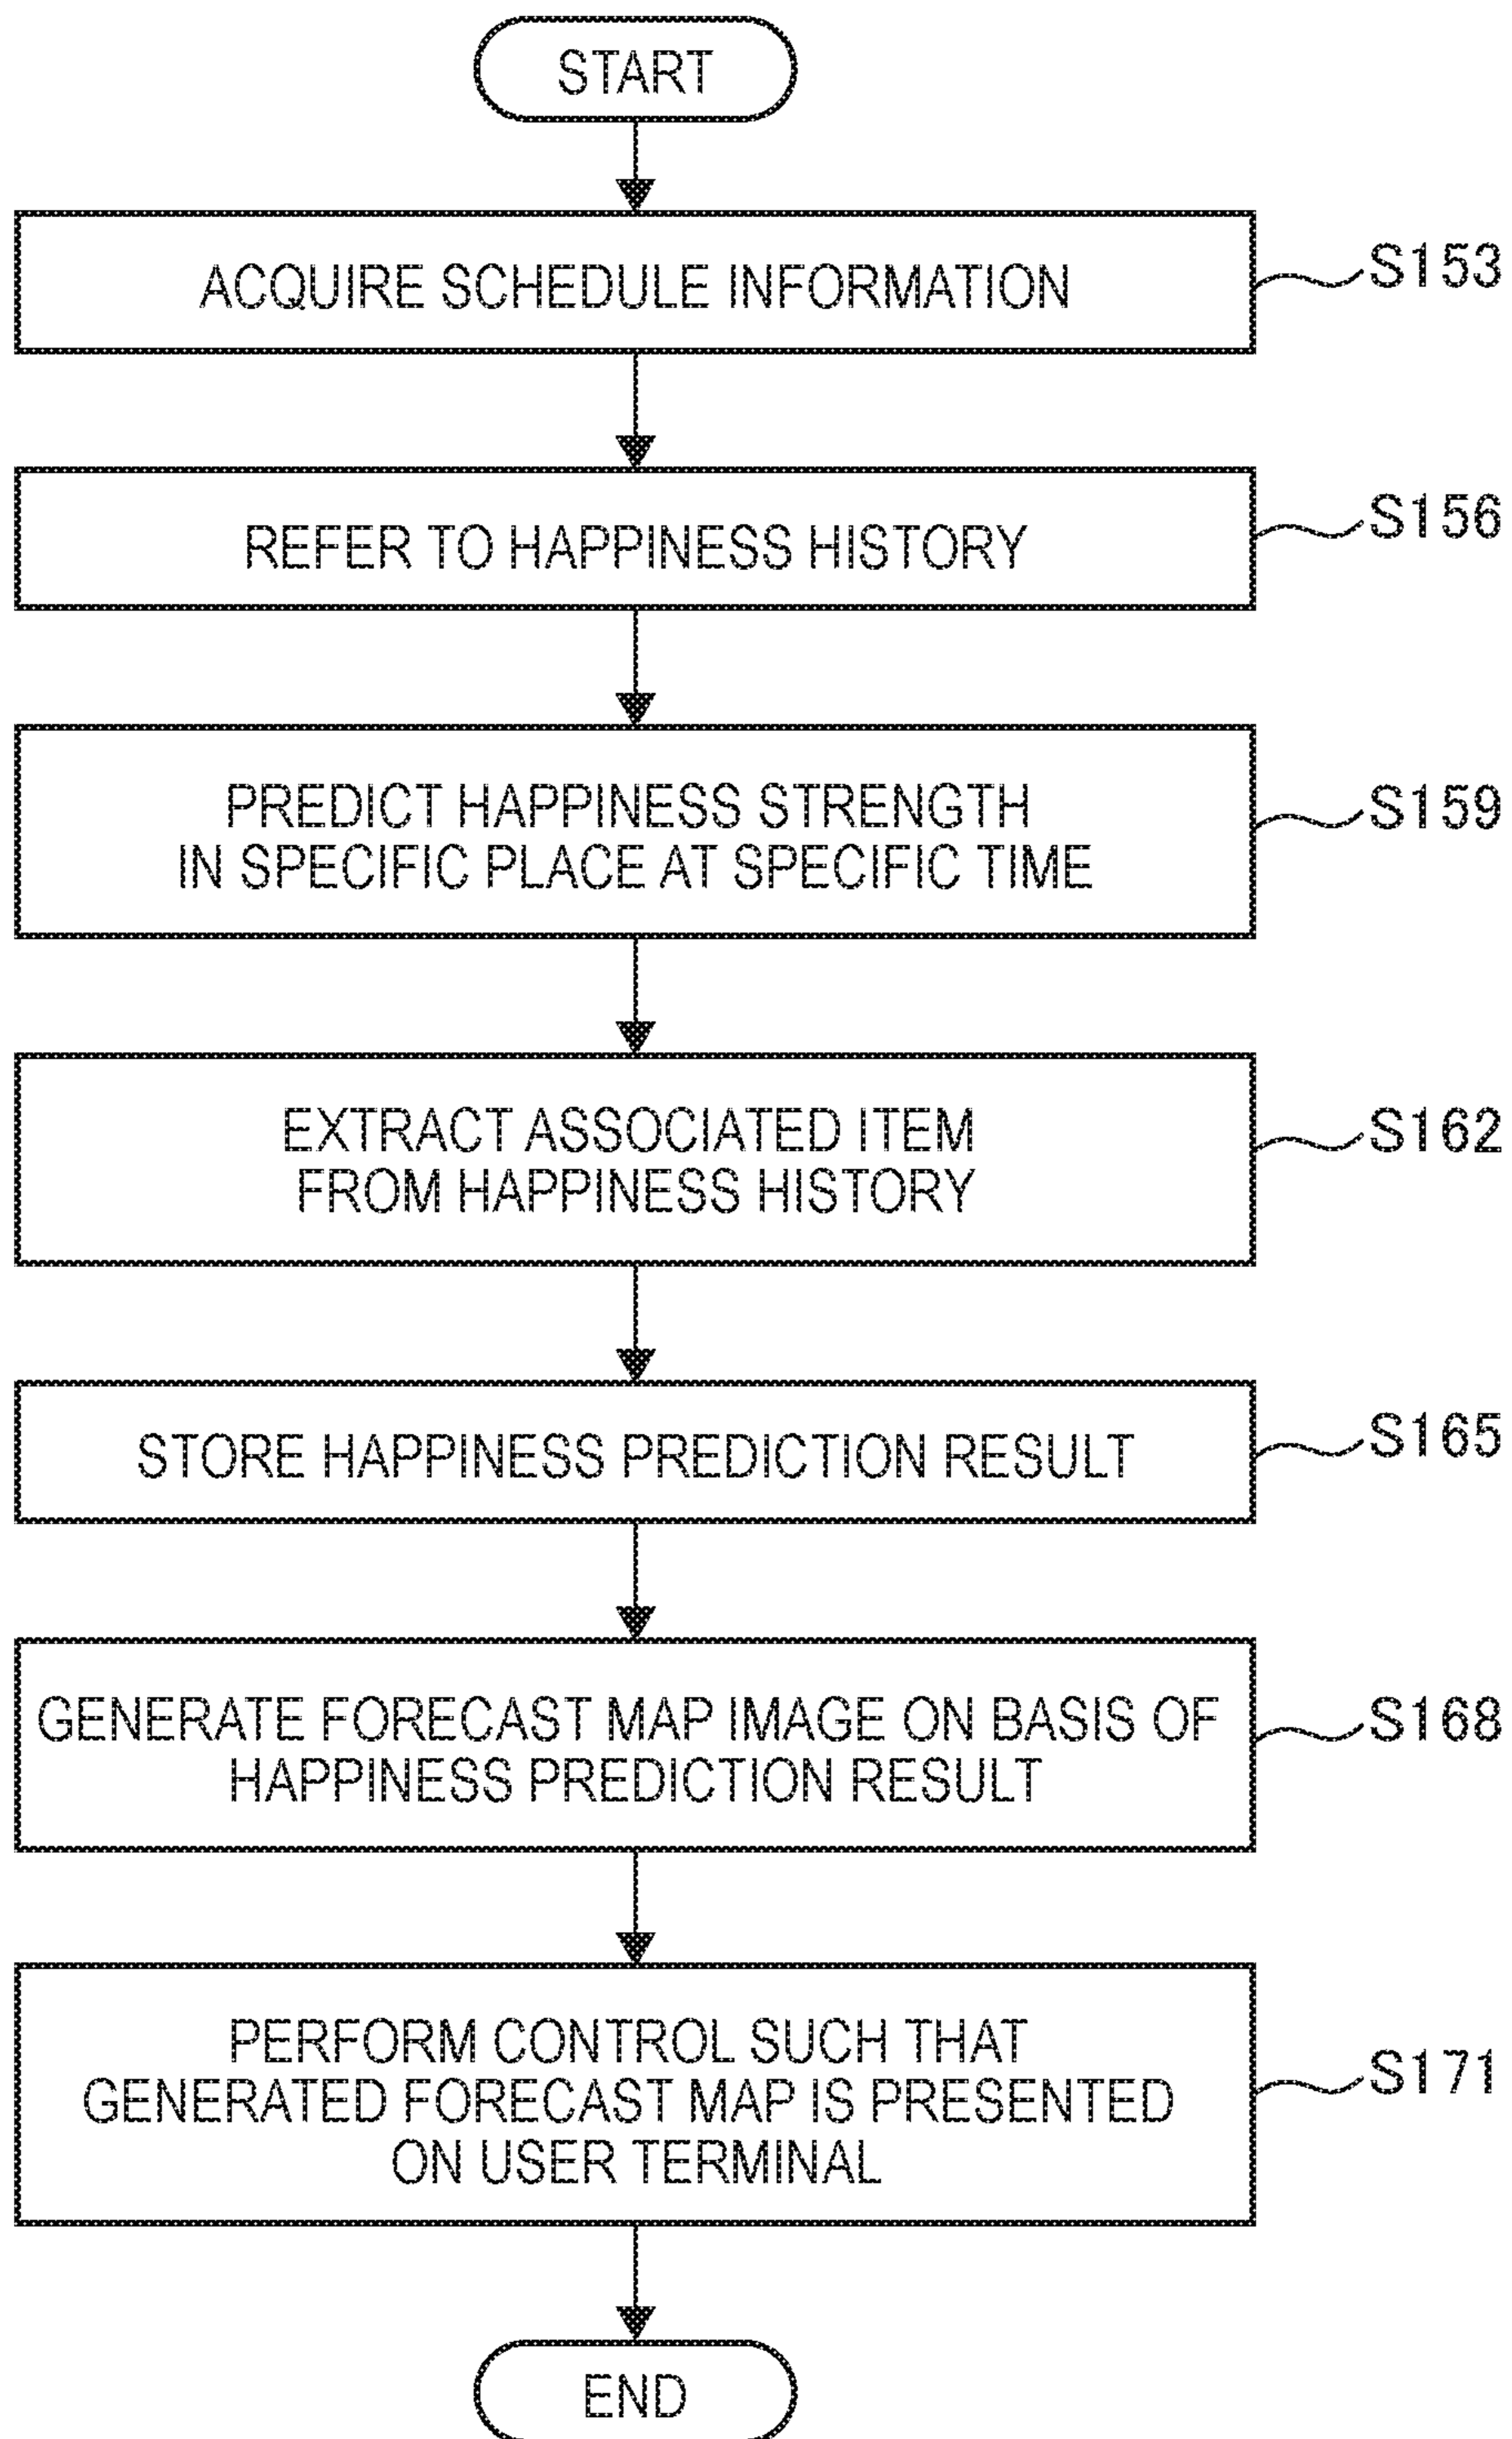 START
ACQUIRE SCHEDULE INFORMATION
S153
REFER TO HAPPINESS HISTORY
S156
PREDICT HAPPINESS STRENGTH
IN SPECIFIC PLACE AT SPECIFIC TIME
S159
EXTRACT ASSOCIATED ITEM
FROM HAPPINESS HISTORY
S162
STORE HAPPINESS PREDICTION RESULT
S165
GENERATE FORECAST MAP IMAGE ON BASIS OF
HAPPINESS PREDICTION RESULT
S168
PERFORM CONTROL SUCH THAT
GENERATED FORECAST MAP IS PRESENTED
ON USER TERMINAL
S171
END